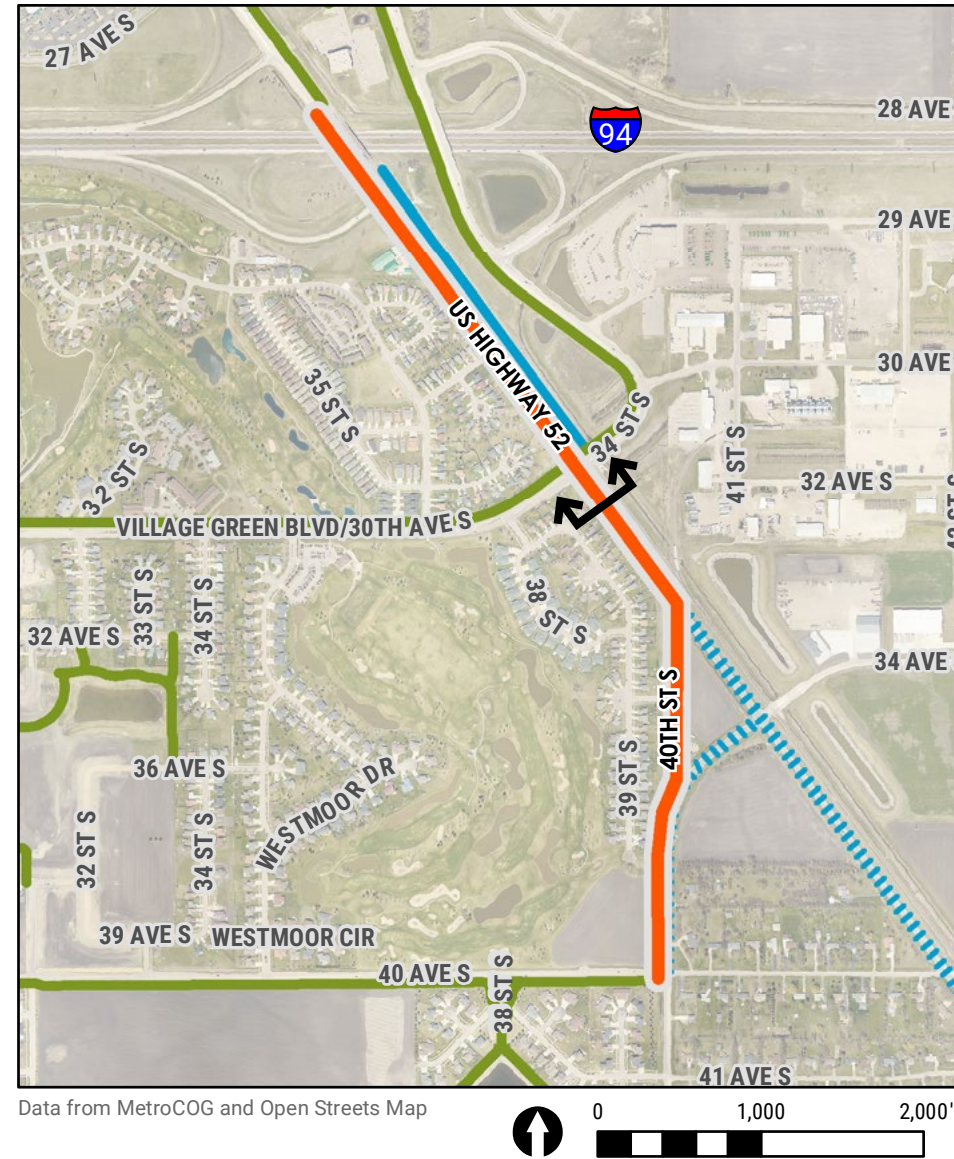 27 AVE S
94
28 AVE
29 AVE
US HIGHWAY 52
30 AVE
35 ST S
34 ST S
41 ST S
32 ST S
32 AVE S
VILLAGE GREEN BLVD/30TH AVE S
33 ST S
34 ST S
38 ST S
32 AVE S
34 AVE
40TH ST S
39 ST S
36 AVE S
WESTMOOR DR
32 ST S
34 ST S
39 AVE S
WESTMOOR CIR
40 AVE S
38 ST S
41 AVE S
Data from MetroCOG and Open Streets Map
0 1,000 2,000'